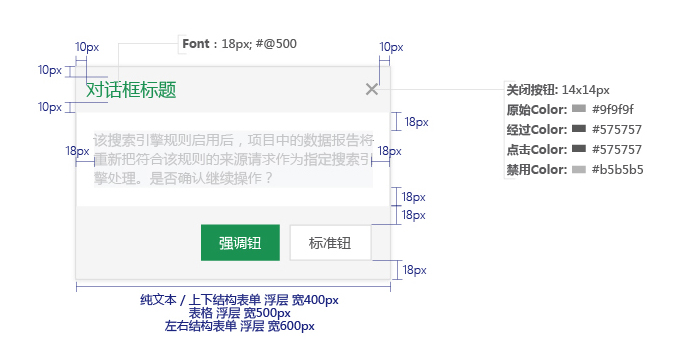 Font：18px; #@500
10px
10px
10px
对话框标题
关闭按钮: 14x14px
原始Color: #9f9f9f
经过Color: #575757
点击Color: #575757
禁用Color: #b5b5b5
10px
18px
该搜索引擎规则启用后，项目中的数据报告将
18px
重新把符合该规则的来源请求作为指定搜索引
18px
擎处理。是否确认继续操作？
18px
18px
强调钮
标准钮
18px
纯文本 / 上下结构表单 浮层 宽400px
表格 浮层 宽500px
左右结构表单 浮层 宽600px